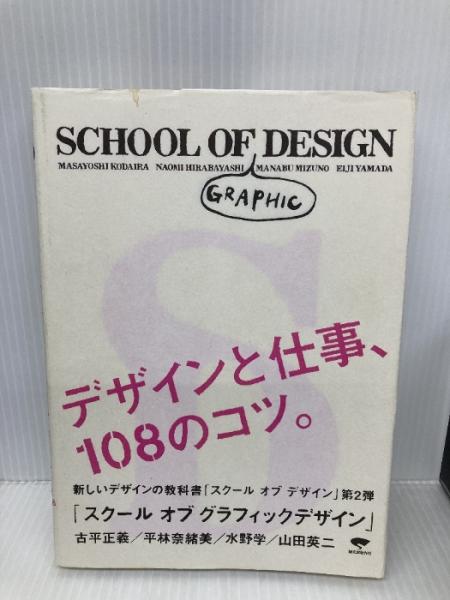 SCHOOL OF DESIGN
MASAYOSHI KODAIRA NAOMI HIRABAYASHI MANABU MIZUNO EIJI YAMADA
GRAPHIC
デザインと仕事、
108のコツ。
新しいデザインの教科書「スクール オブ デザイン」第2弾
「スクール オブ グラフィックデザイン」
古平正義／平林奈緒美／水野学／山田英二